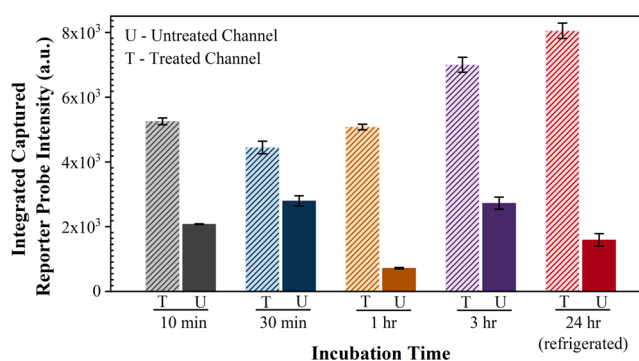 Integrated Captured
Reporter Probe Intensity (a.u.)
8x10³
6x10³
4x10³
2x10³
0
U - Untreated Channel
T - Treated Channel
T U T U T U T U T U
10 min 30 min 1 hr 3 hr 24 hr
(refrigerated)
Incubation Time